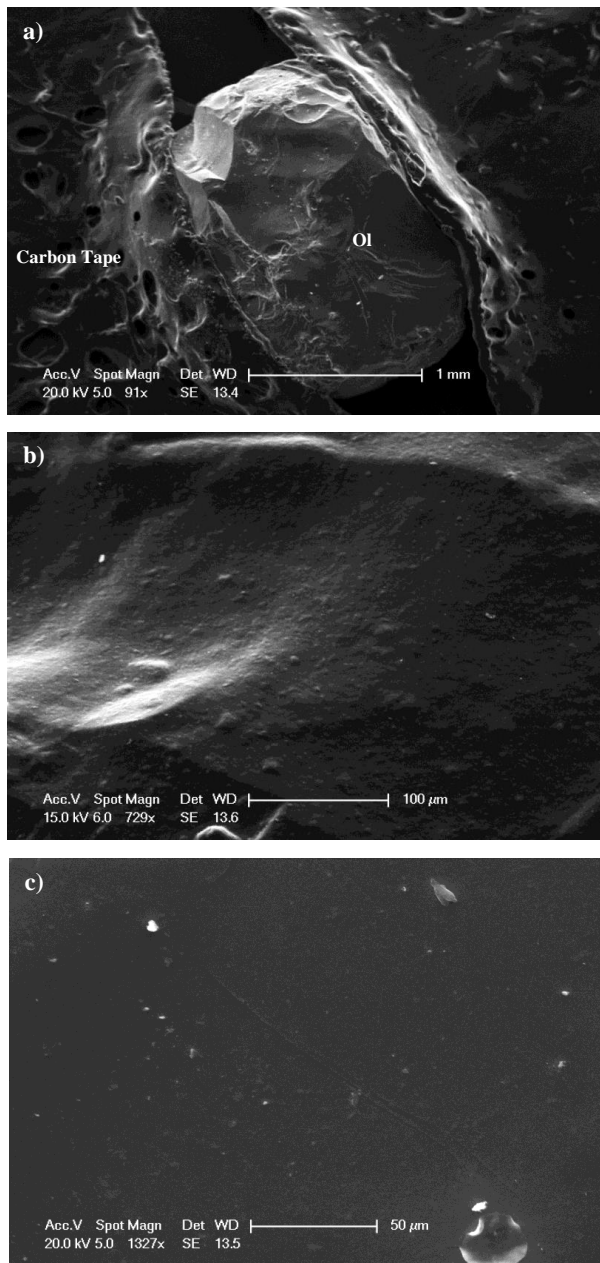 a)
Ol
Carbon Tape
Acc.V Spot Magn Det WD 1 mm
20.0 kV 5.0 91x SE 13.4
b)
Acc.V Spot Magn Det WD 100 µm
15.0 kV 6.0 729x SE 13.6
c)
Acc.V Spot Magn Det WD 50 µm
20.0 kV 5.0 1327x SE 13.5